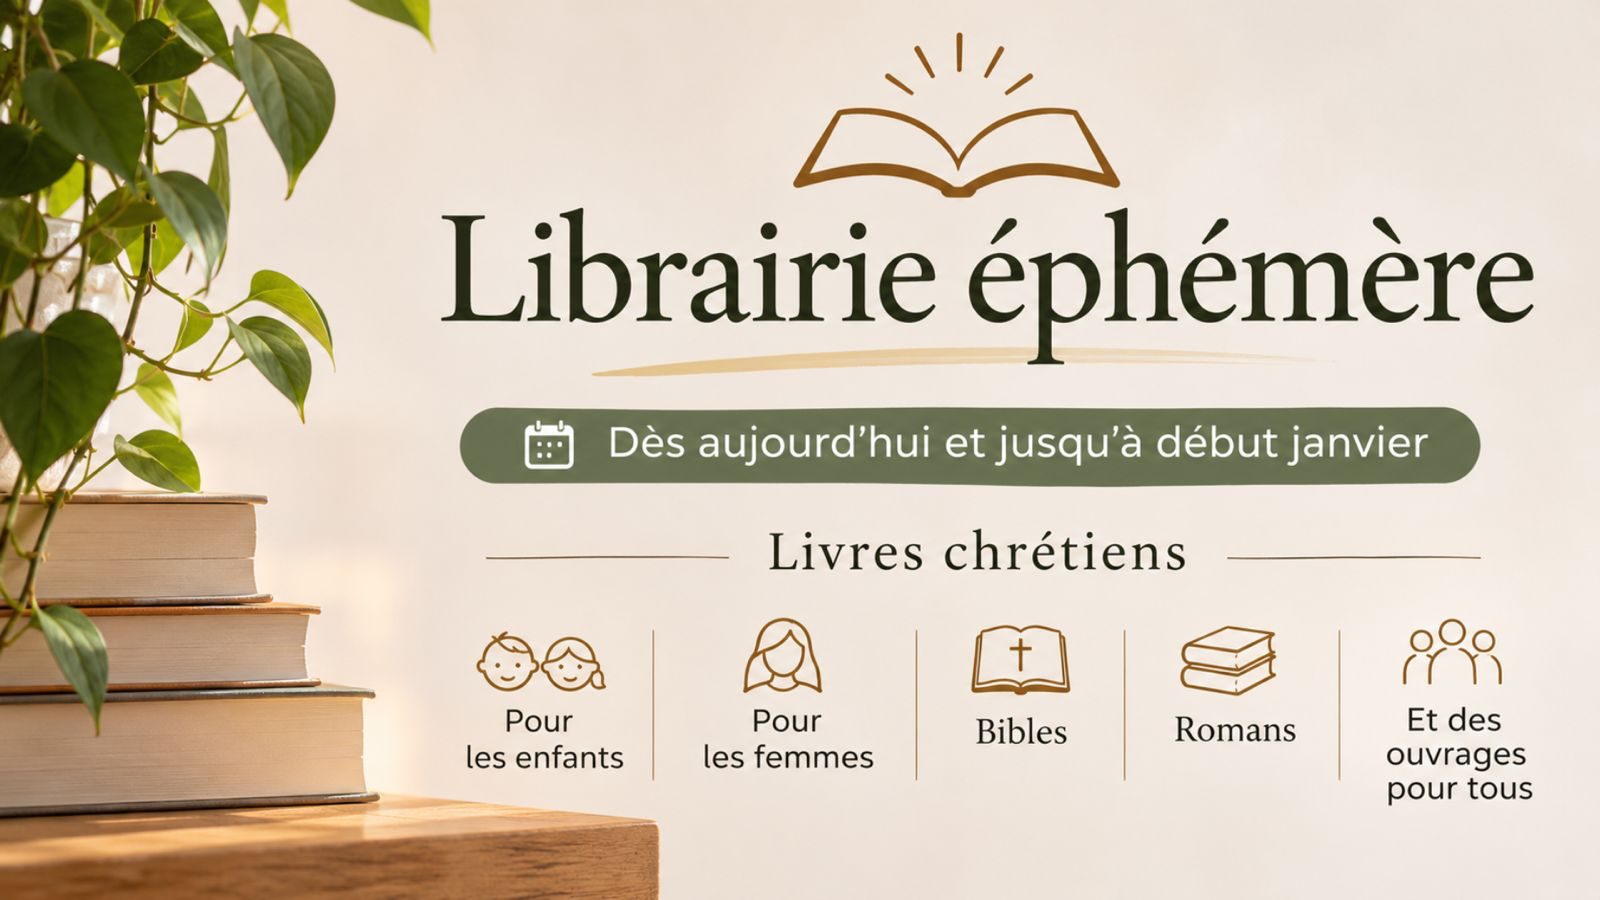 Librairie éphémère
Dès aujourd’hui et jusqu’à début janvier
Livres chrétiens
Pour
les enfants
Pour
les femmes
Bibles
Romans
Et des
ouvrages
pour tous